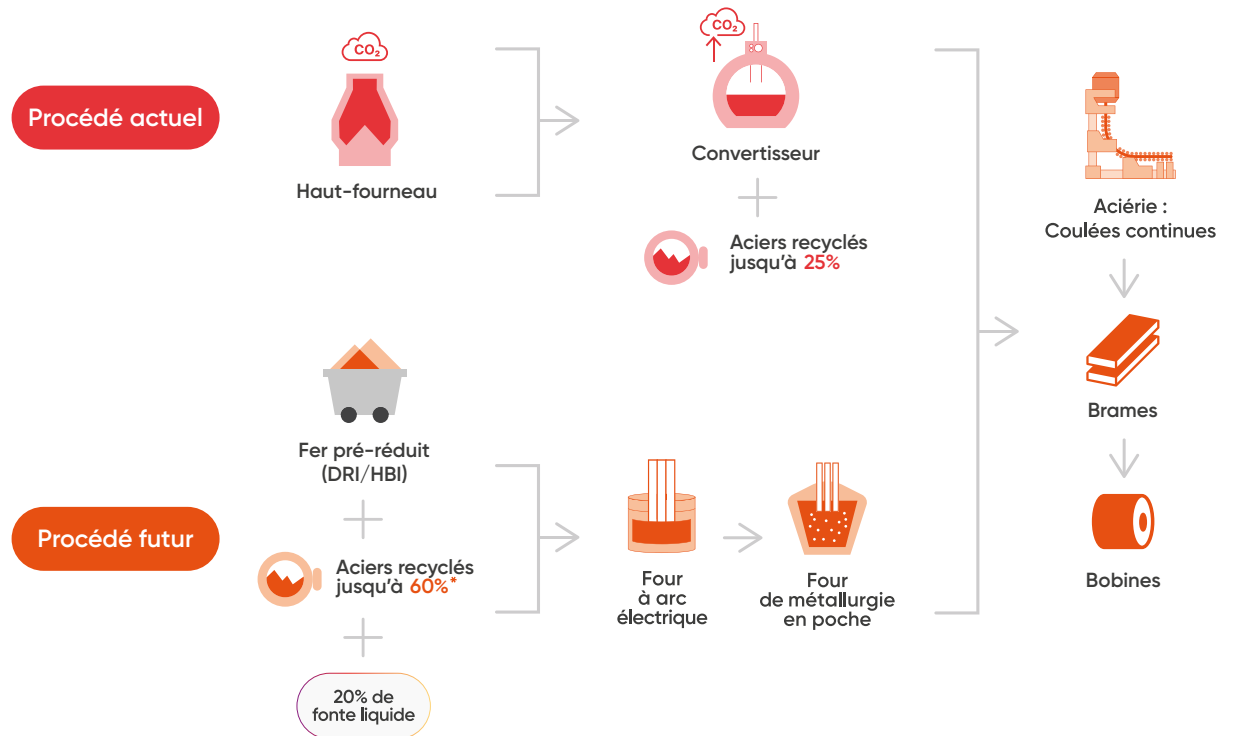 CO₂
CO₂
Procédé actuel
Haut-fourneau
Convertisseur
Aciers recyclés
jusqu'à 25%
Aciérie :
Coulées continues
Brames
Bobines
Fer pré-réduit
(DRI/HBI)
Procédé futur
Aciers recyclés
jusqu'à 60%*
20% de
fonte liquide
Four
à arc
électrique
Four
de métallurgie
en poche